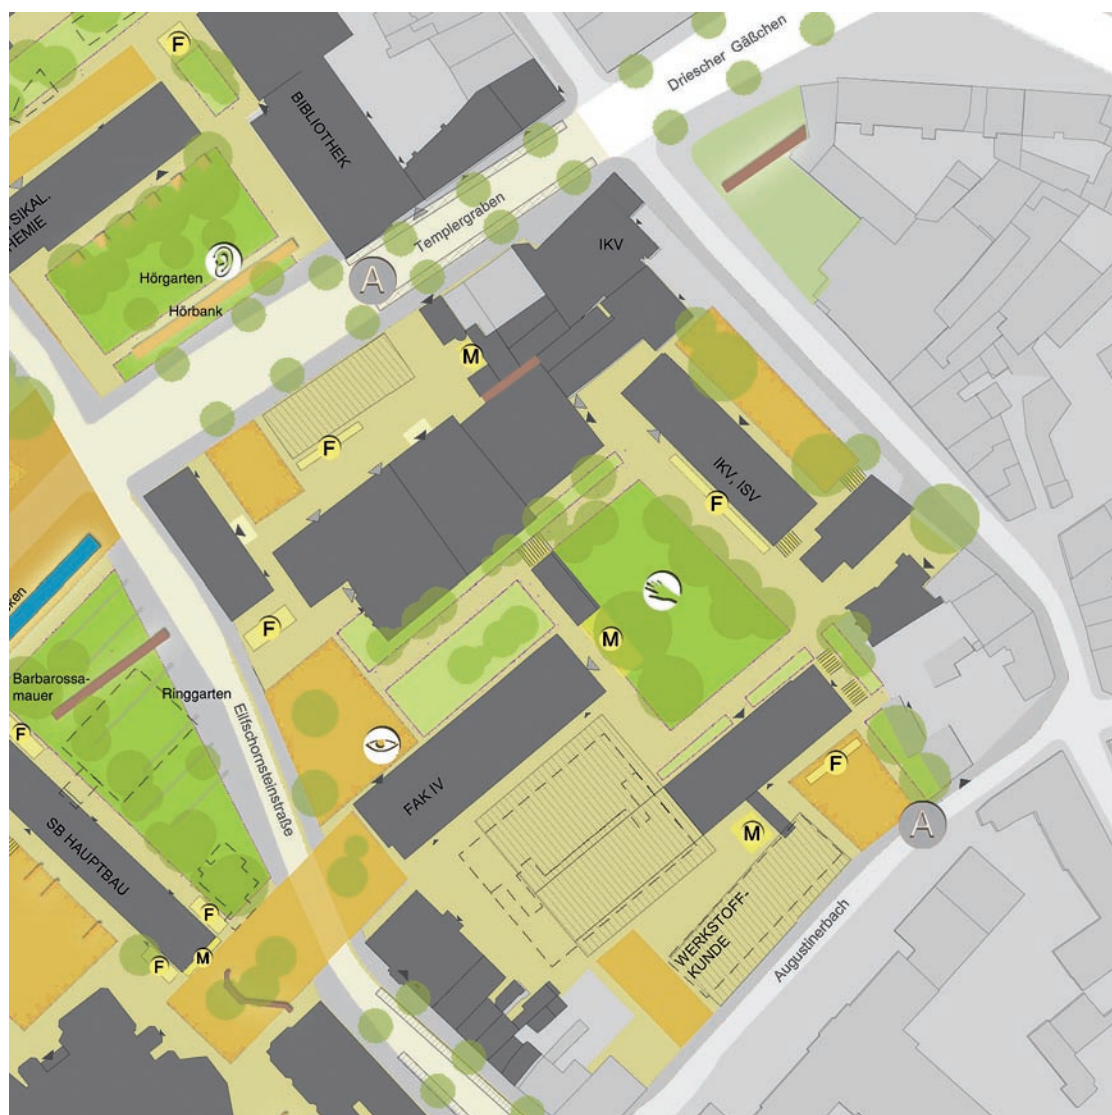 F
Driescher Gäßchen
BIBLIOTHEK
SIKAL.
HEMIE
Templergraben
IKV
Hörgarten
A
Hörbank
M
F
IKV, ISV
F
F
M
ken
Barbarossa-
mauer
Ringgarten
F
Eilfschornsteinstraße
FAK IV
F
A
M
SB HAUPTBAU
F
F
M
WERKSTOFF-
KUNDE
Augustinerbach